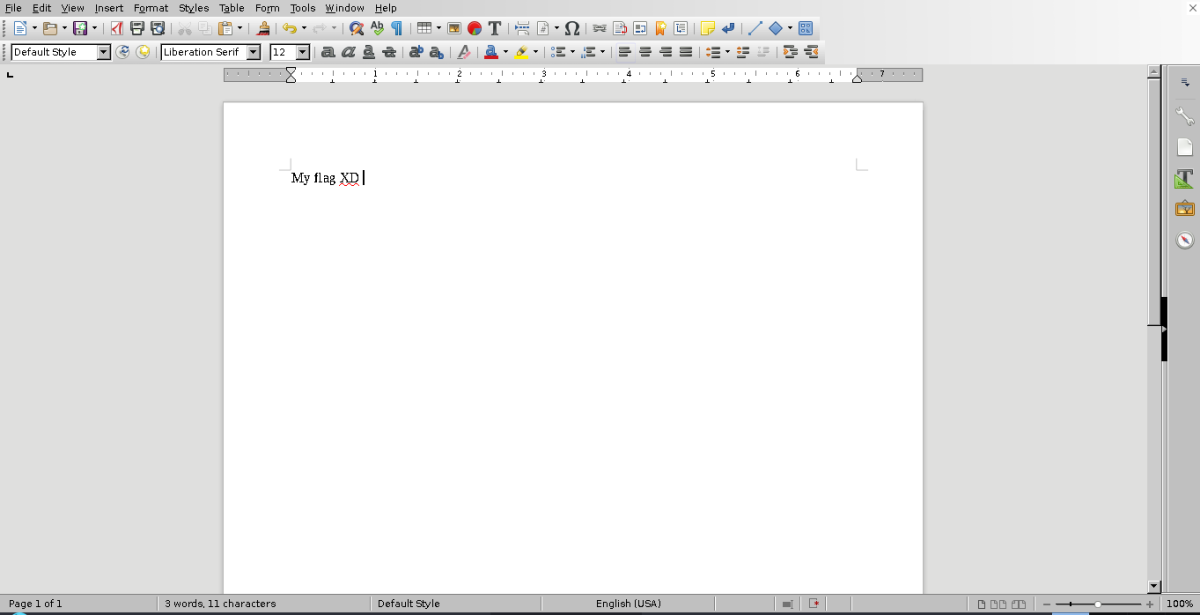 File Edit View Insert Format Styles Table Form Tools Window Help
Default Style Liberation Serif 12
1 2 3 4 5 6 7
My flag XD
Page 1 of 1 3 words, 11 characters Default Style English (USA) 100%